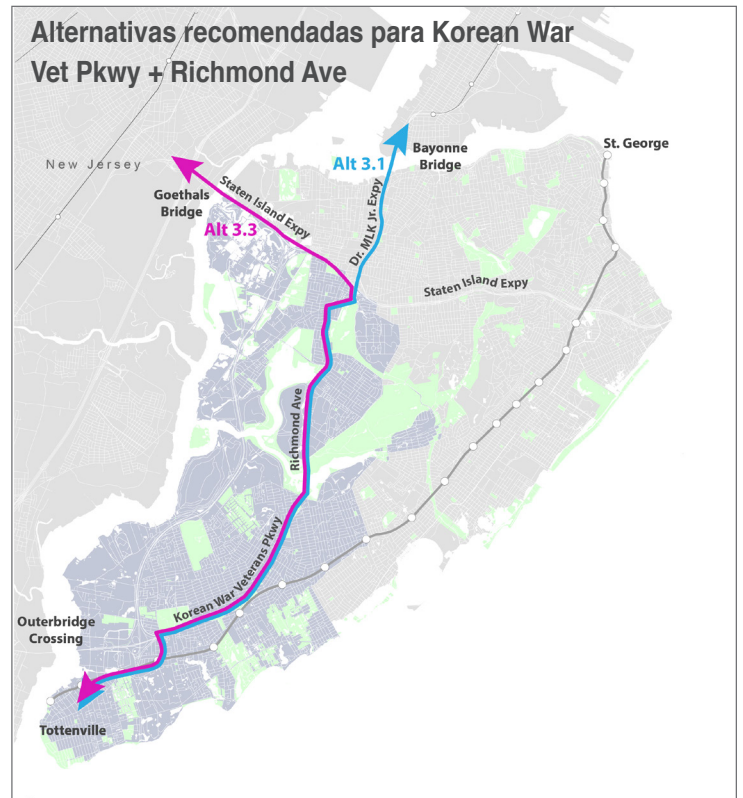 Alternativas recomendadas para Korean War
Vet Pkwy + Richmond Ave
St. George
Bayonne
Bridge
Alt 3.1
New Jersey
Goethals
Bridge
Staten Island Expy
Alt 3.3
Dr. MLK Jr. Expy
Staten Island Expy
Richmond Ave
Korean War Veterans Pkwy
Outerbridge
Crossing
Tottenville